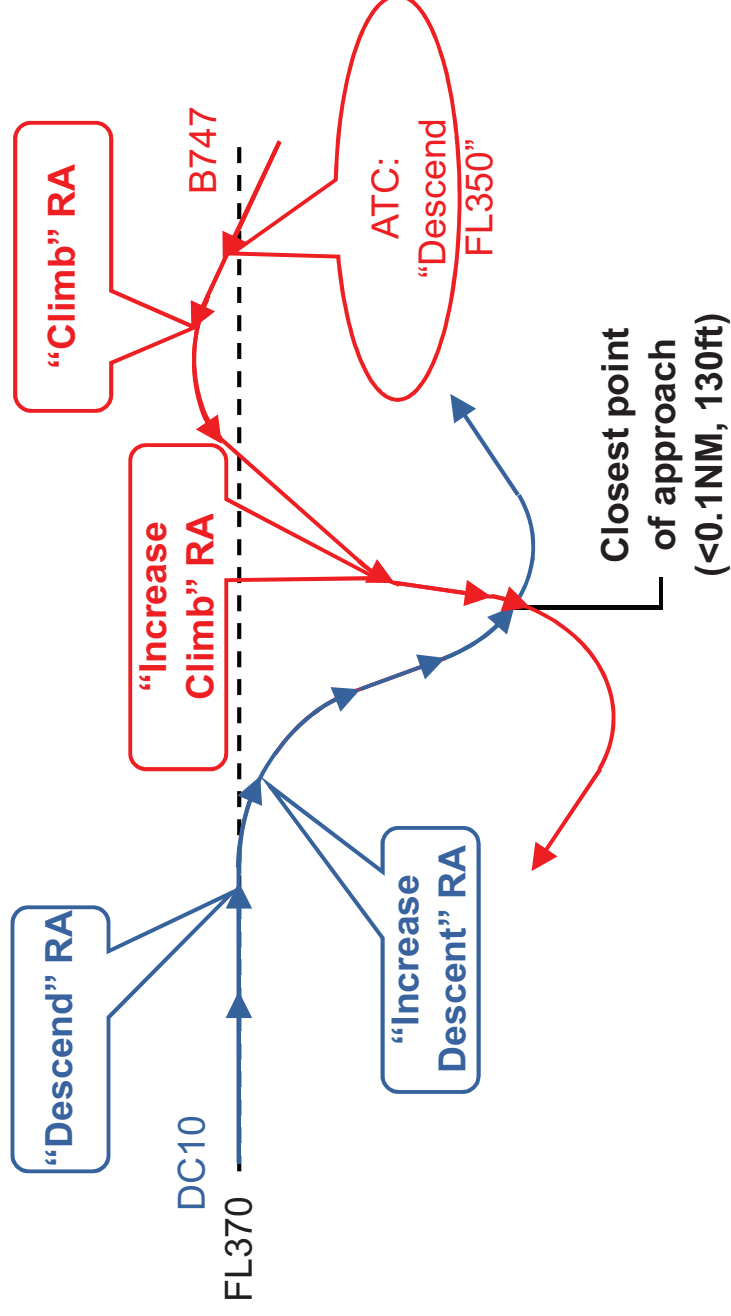 “Descend” RA
“Climb” RA
“Increase
Climb” RA
DC10
B747
FL370
ATC:
“Descend
FL350”
“Increase
Descent” RA
Closest point
of approach
(<0.1NM, 130ft)